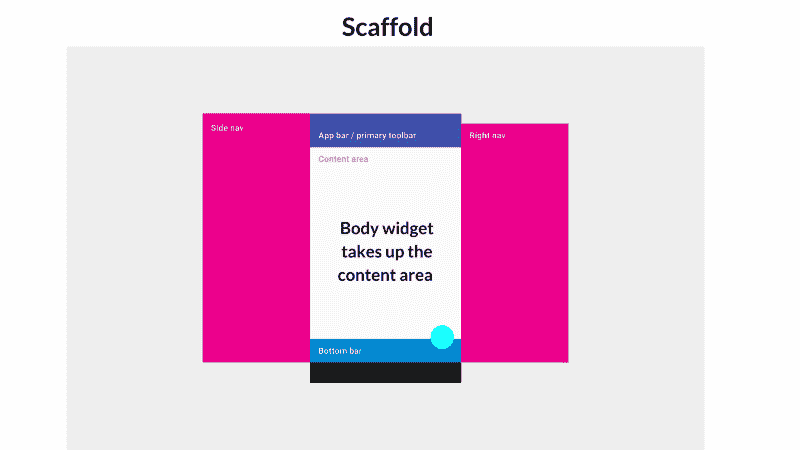 Scaffold
Side nav
App bar / primary toolbar
Right nav
Content area
Body widget
takes up the
content area
Bottom bar